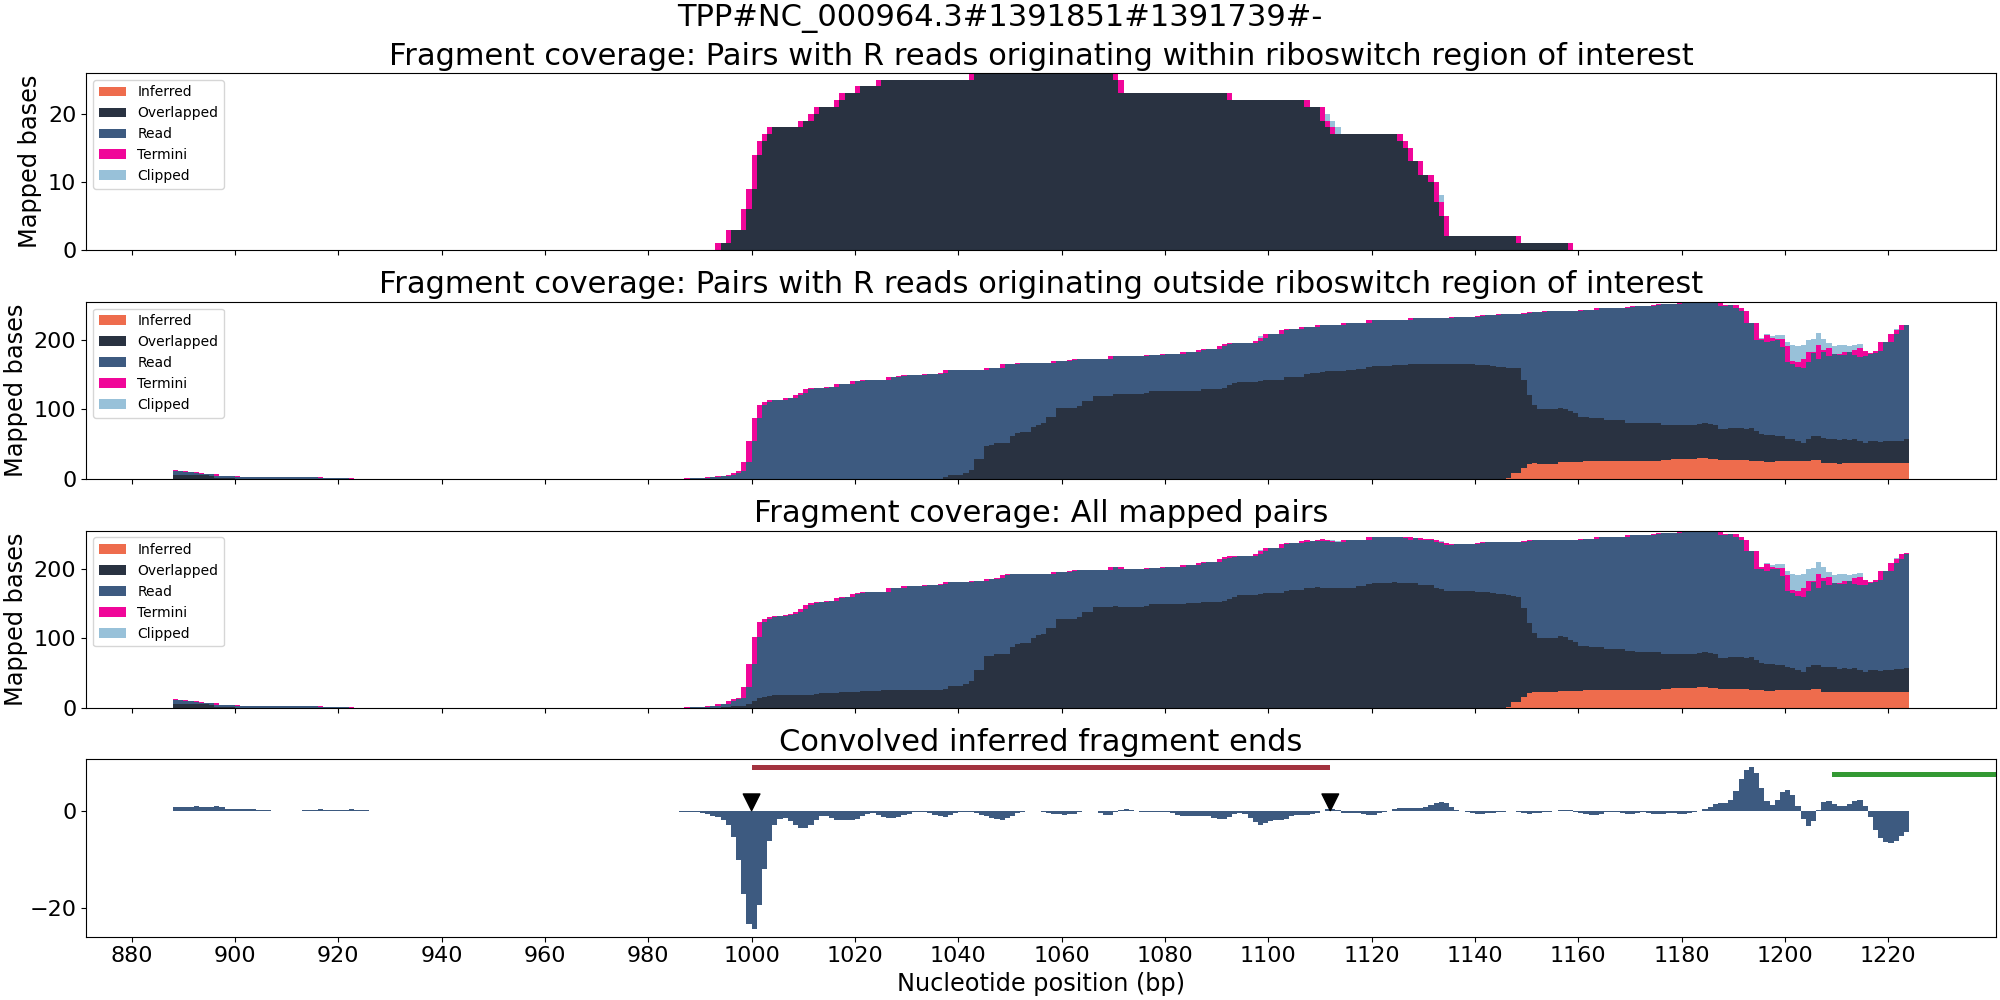 TPP#NC_000964.3#1391851#1391739#-
Fragment coverage: Pairs with R reads originating within riboswitch region of interest
Mapped bases
20
10
0
Inferred
Overlapped
Read
Termini
Clipped
Fragment coverage: Pairs with R reads originating outside riboswitch region of interest
Mapped bases
200
100
0
Inferred
Overlapped
Read
Termini
Clipped
Fragment coverage: All mapped pairs
Mapped bases
200
100
0
Inferred
Overlapped
Read
Termini
Clipped
Convolved inferred fragment ends
0
−20
880 900 920 940 960 980 1000 1020 1040 1060 1080 1100 1120 1140 1160 1180 1200 1220
Nucleotide position (bp)